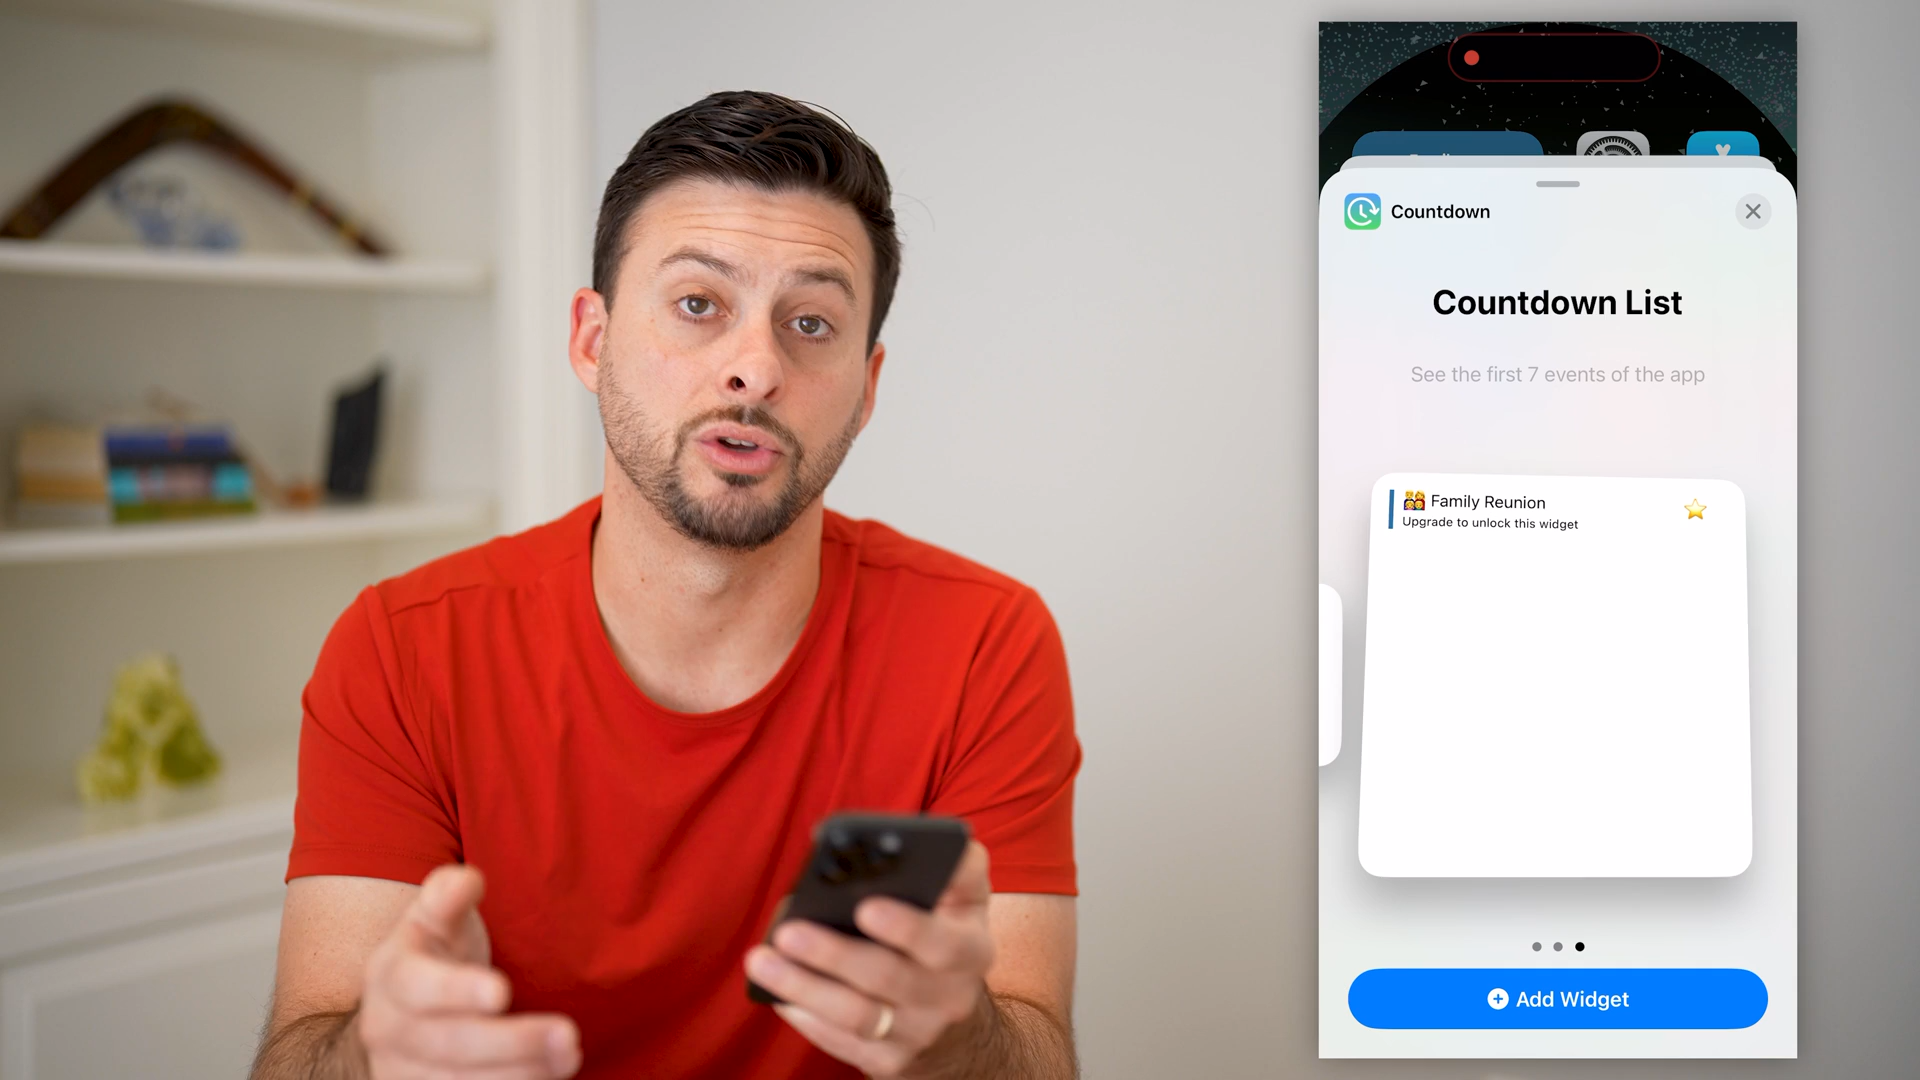 Countdown
Countdown List
See the first 7 events of the app
Family Reunion
Upgrade to unlock this widget
Add Widget